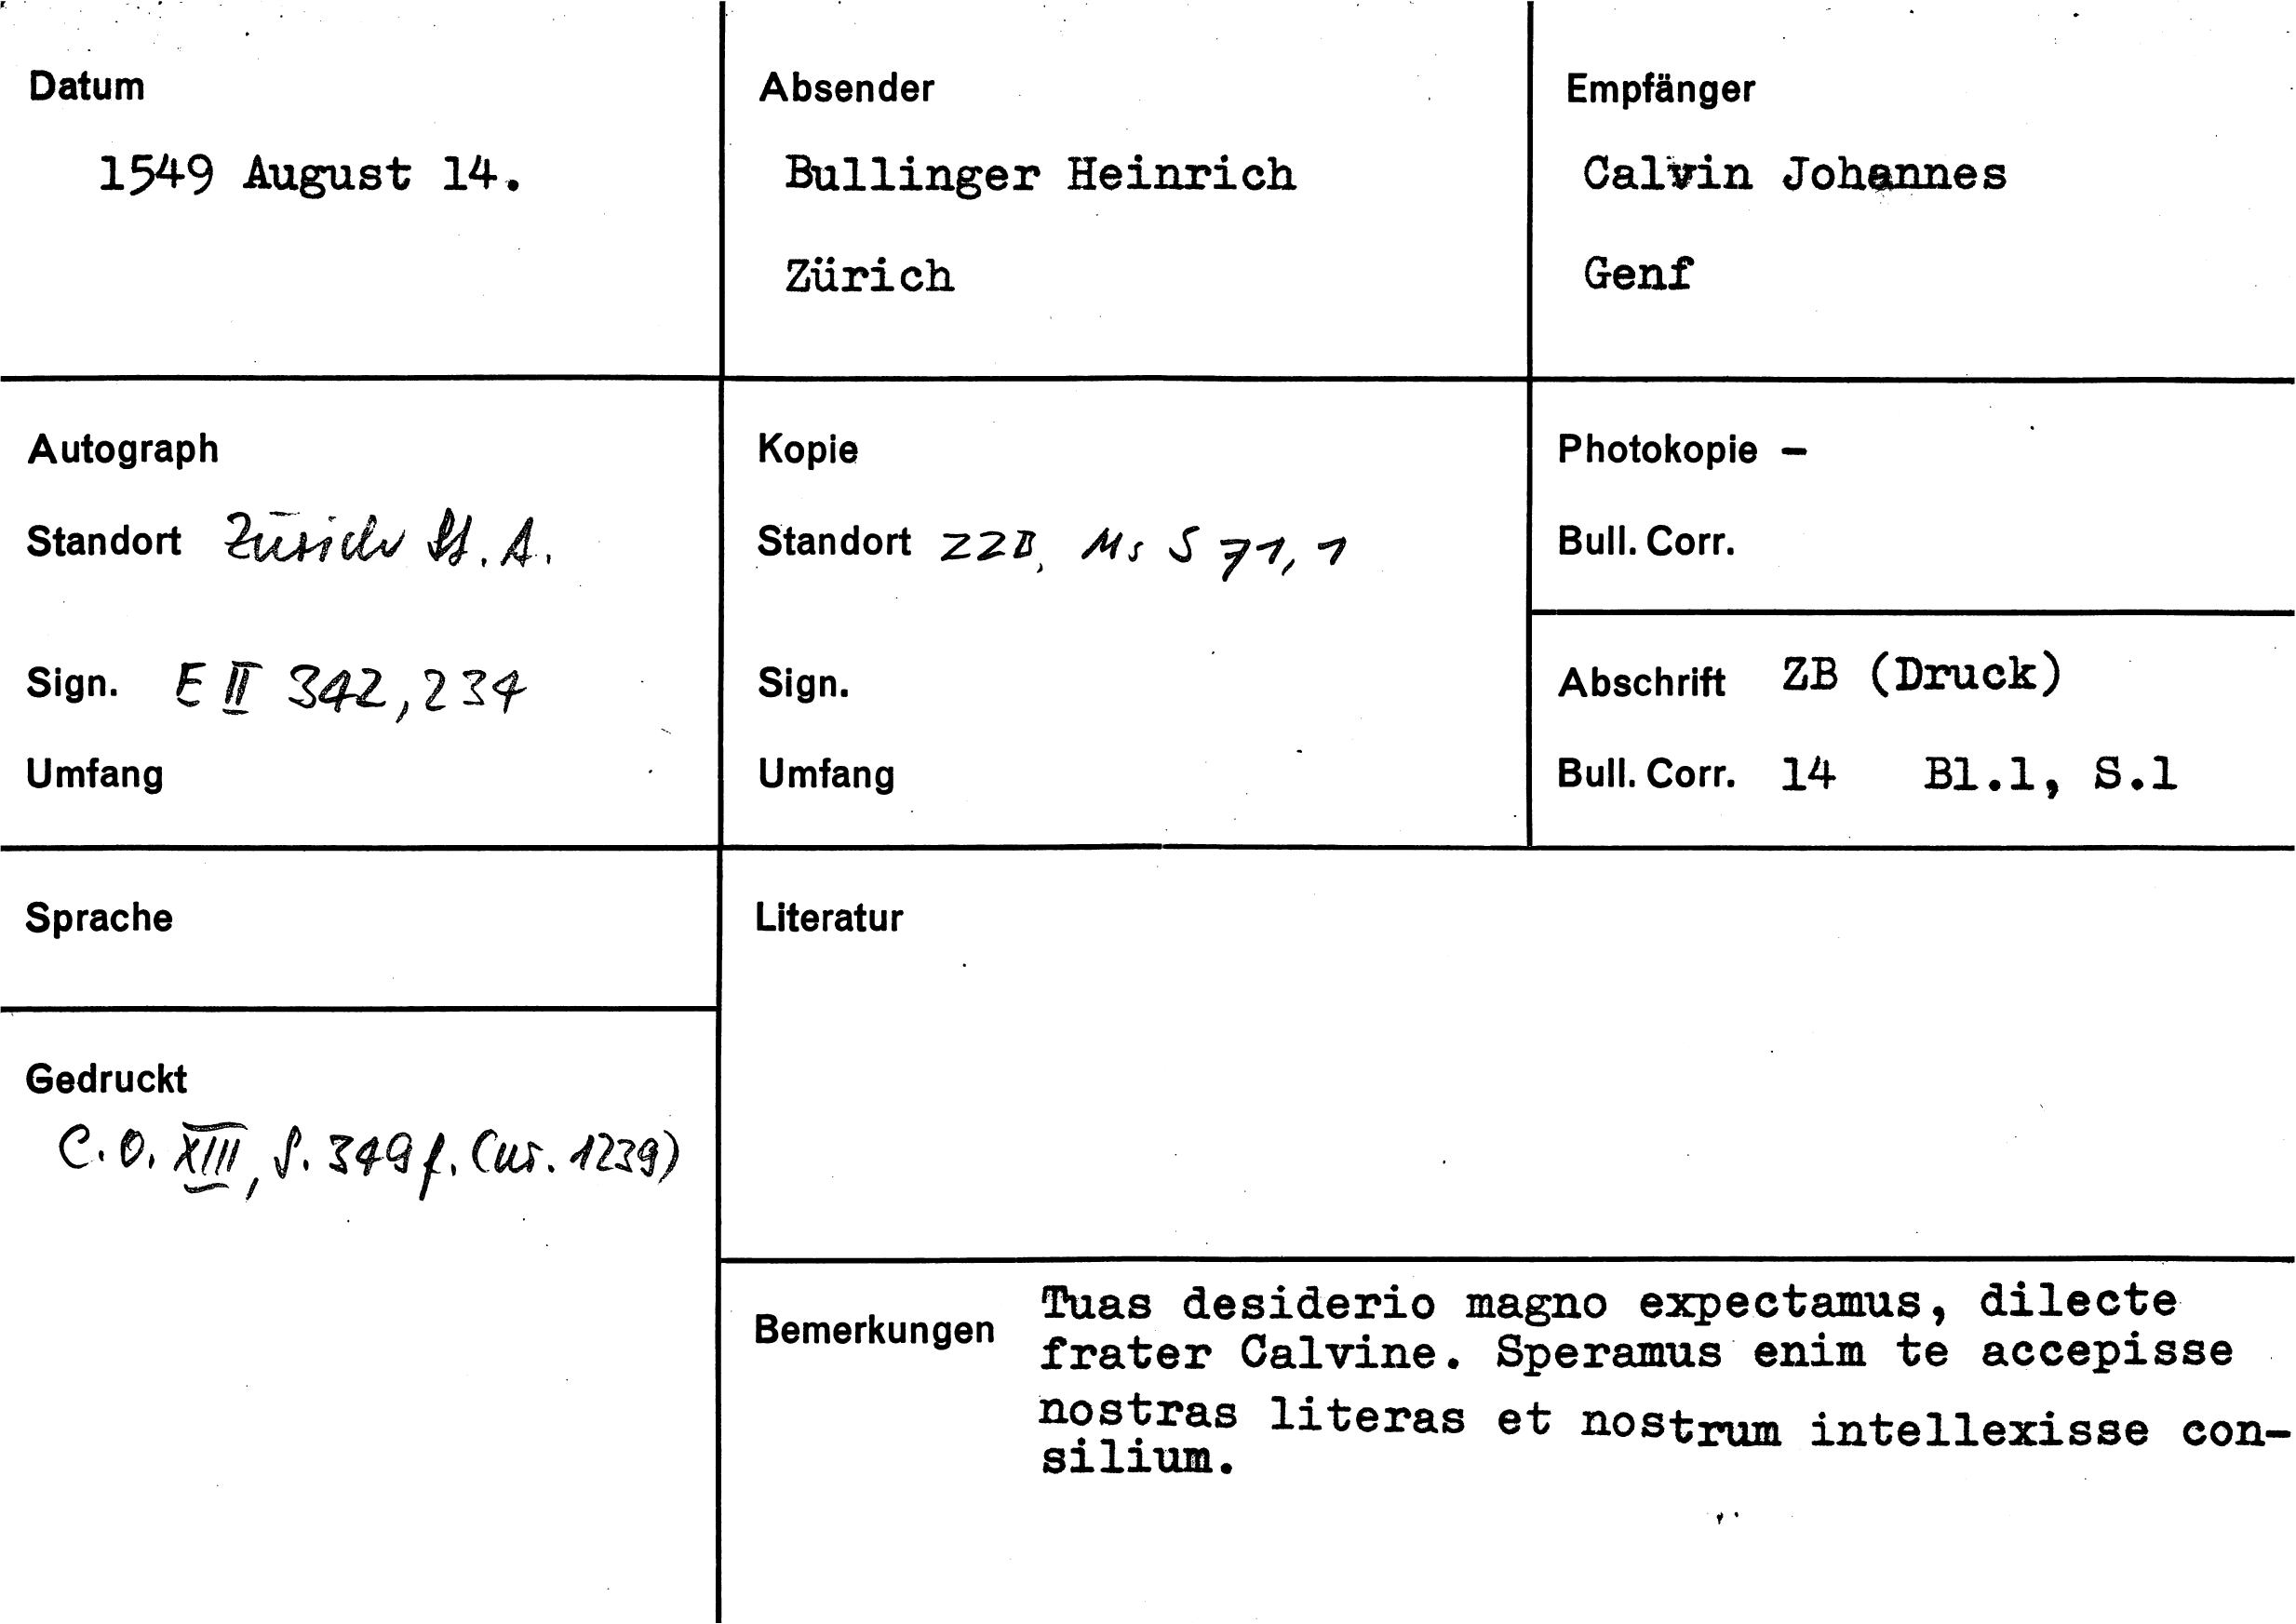 Datum
1549 August 14.
Absender
Bullinger Heinrich
Zürich
Empfänger
Calvin Johannes
Genf
Autograph
Standort Zürich St. A.
Sign. E II 342, 234
Umfang
Kopie
Standort ZZB, Ms S 71, 1
Sign.
Umfang
Photokopie –
Bull. Corr.
Abschrift ZB (Druck)
Bull. Corr. 14 Bl.1, S.1
Sprache
Gedruckt
C. O. XIII, S. 349 f. (nr. 1239)
Literatur
Bemerkungen
Tuas desiderio magno expectamus, dilecte
frater Calvine. Speramus enim te accepisse
nostras literas et nostrum intellexisse con-
silium.